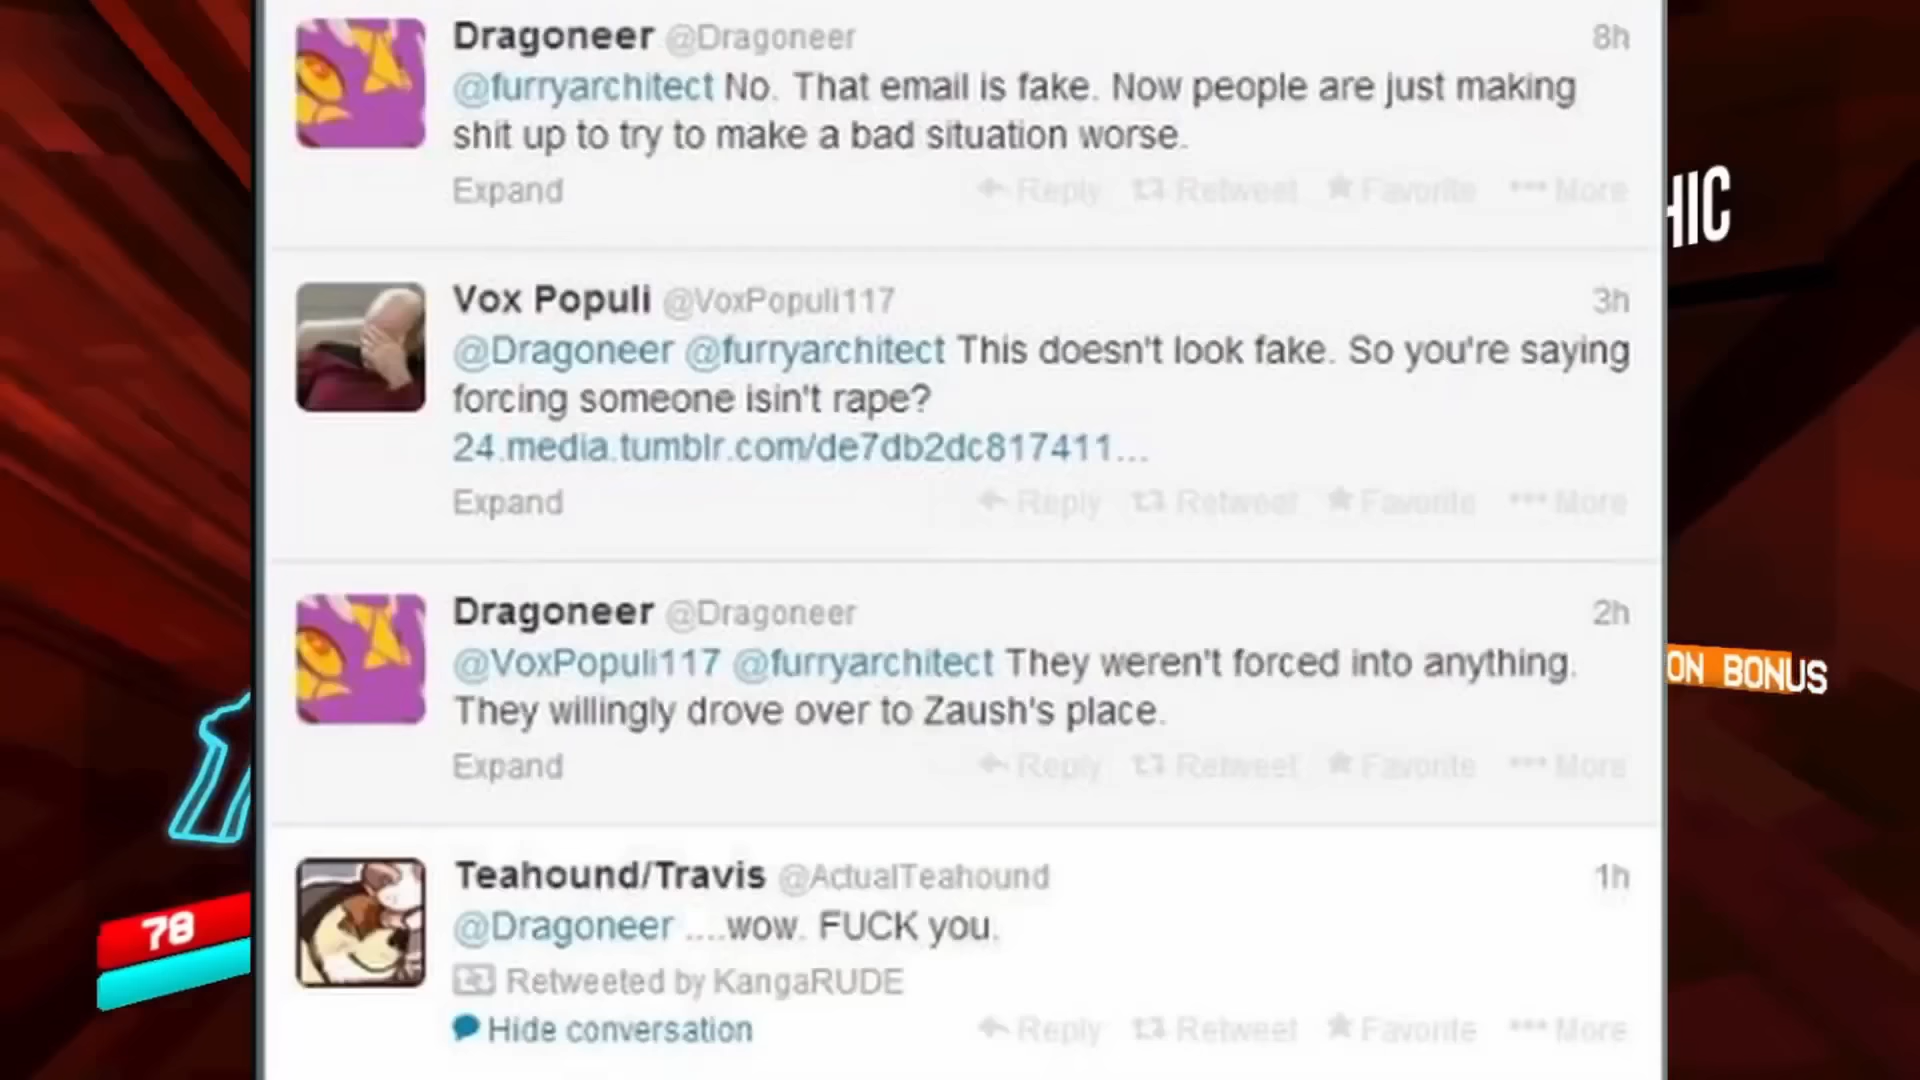 Dragoneer @Dragoneer 8h
@furryarchitect No. That email is fake. Now people are just making
shit up to try to make a bad situation worse.
Expand Reply Retweet Favorite More
HIC
Vox Populi @VoxPopuli117 3h
@Dragoneer @furryarchitect This doesn't look fake. So you're saying
forcing someone isin't rape?
24.media.tumblr.com/de7db2dc817411...
Expand Reply Retweet Favorite More
Dragoneer @Dragoneer 2h
@VoxPopuli117 @furryarchitect They weren't forced into anything.
They willingly drove over to Zaush's place.
Expand Reply Retweet Favorite More
ON BONUS
Teahound/Travis @ActualTeahound 1h
@Dragoneer ....wow. FUCK you.
Retweeted by KangaRUDE
Hide conversation Reply Retweet Favorite More
78